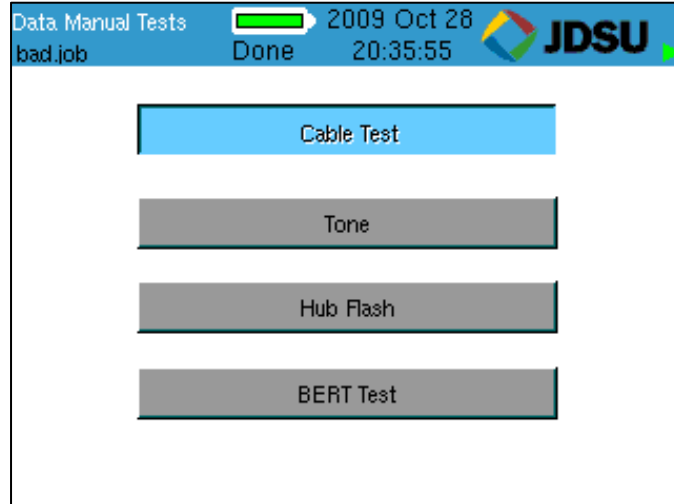 Data Manual Tests
bad.job
Done
2009 Oct 28
20:35:55
JDSU
Cable Test
Tone
Hub Flash
BERT Test